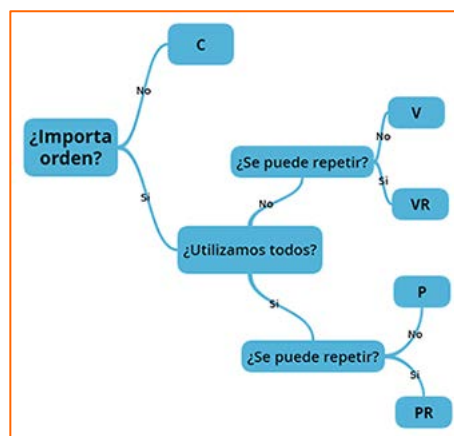 C
No
¿Importa
orden?
Si
V
No
¿Se puede repetir?
Si
VR
No
¿Utilizamos todos?
Si
P
No
¿Se puede repetir?
Si
PR